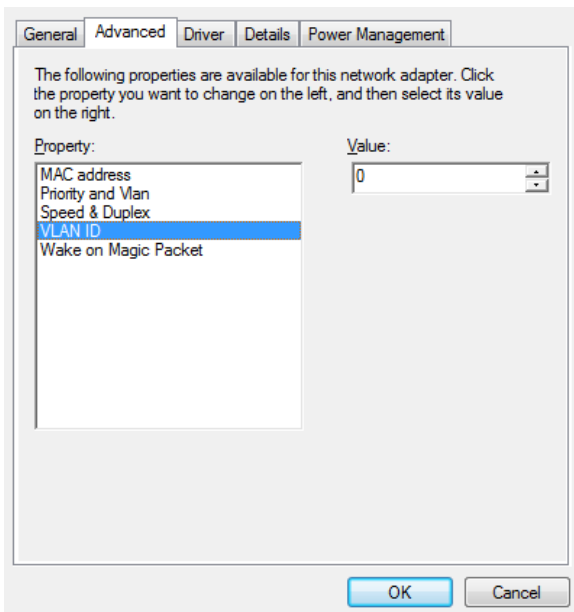 General Advanced Driver Details Power Management
The following properties are available for this network adapter. Click
the property you want to change on the left, and then select its value
on the right.
Property: Value:
MAC address 0
Priority and Vlan
Speed & Duplex
VLAN ID
Wake on Magic Packet
OK Cancel